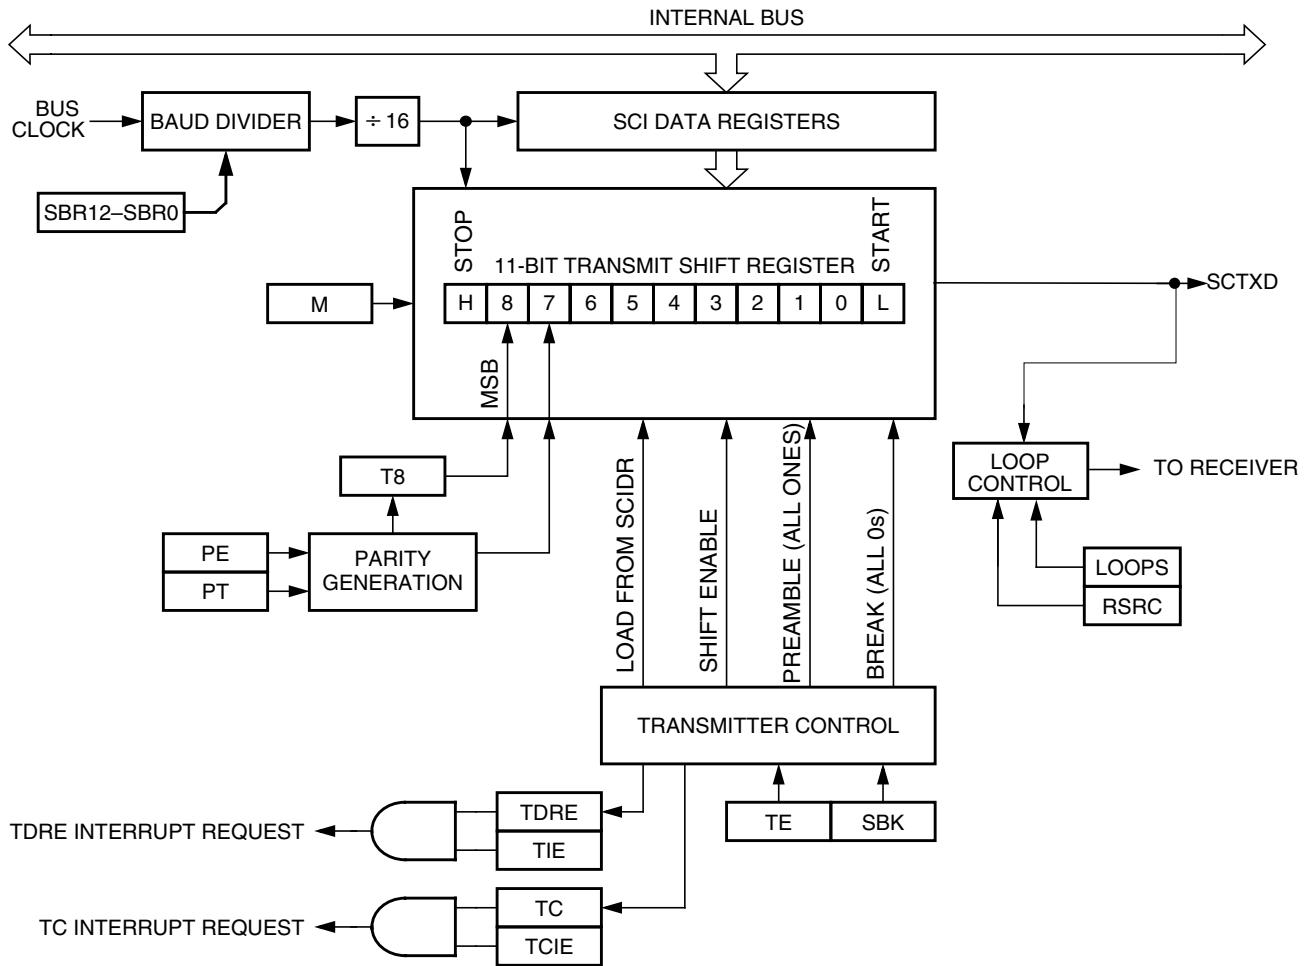 INTERNAL BUS
BUS
CLOCK
BAUD DIVIDER
÷ 16
SCI DATA REGISTERS
SBR12–SBR0
STOP
START
11-BIT TRANSMIT SHIFT REGISTER
M
H 8 7 6 5 4 3 2 1 0 L
SCTXD
MSB
T8
LOOP
CONTROL
TO RECEIVER
PE
PT
PARITY
GENERATION
LOAD FROM SCIDR
SHIFT ENABLE
PREAMBLE (ALL ONES)
BREAK (ALL 0s)
LOOPS
RSRC
TRANSMITTER CONTROL
TE
SBK
TDRE INTERRUPT REQUEST
TDRE
TIE
TC INTERRUPT REQUEST
TC
TCIE